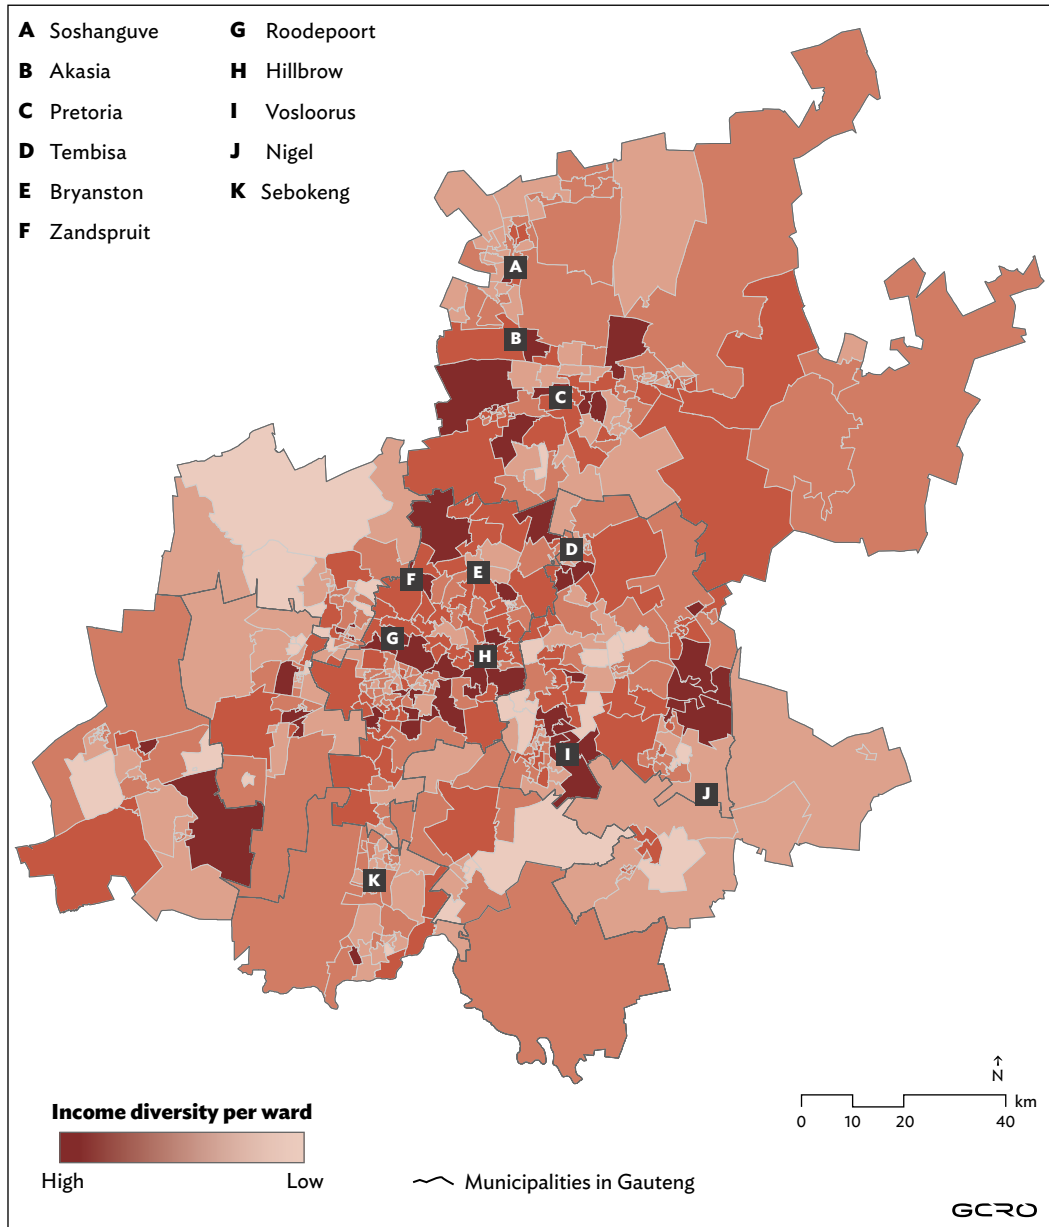 A Soshanguve
B Akasia
C Pretoria
D Tembisa
E Bryanston
F Zandspruit
G Roodepoort
H Hillbrow
I Vosloorus
J Nigel
K Sebokeng
A
B
C
D
E
F
G
H
I
J
K
N
km
0 10 20 40
Income diversity per ward
High Low
Municipalities in Gauteng
GCRO